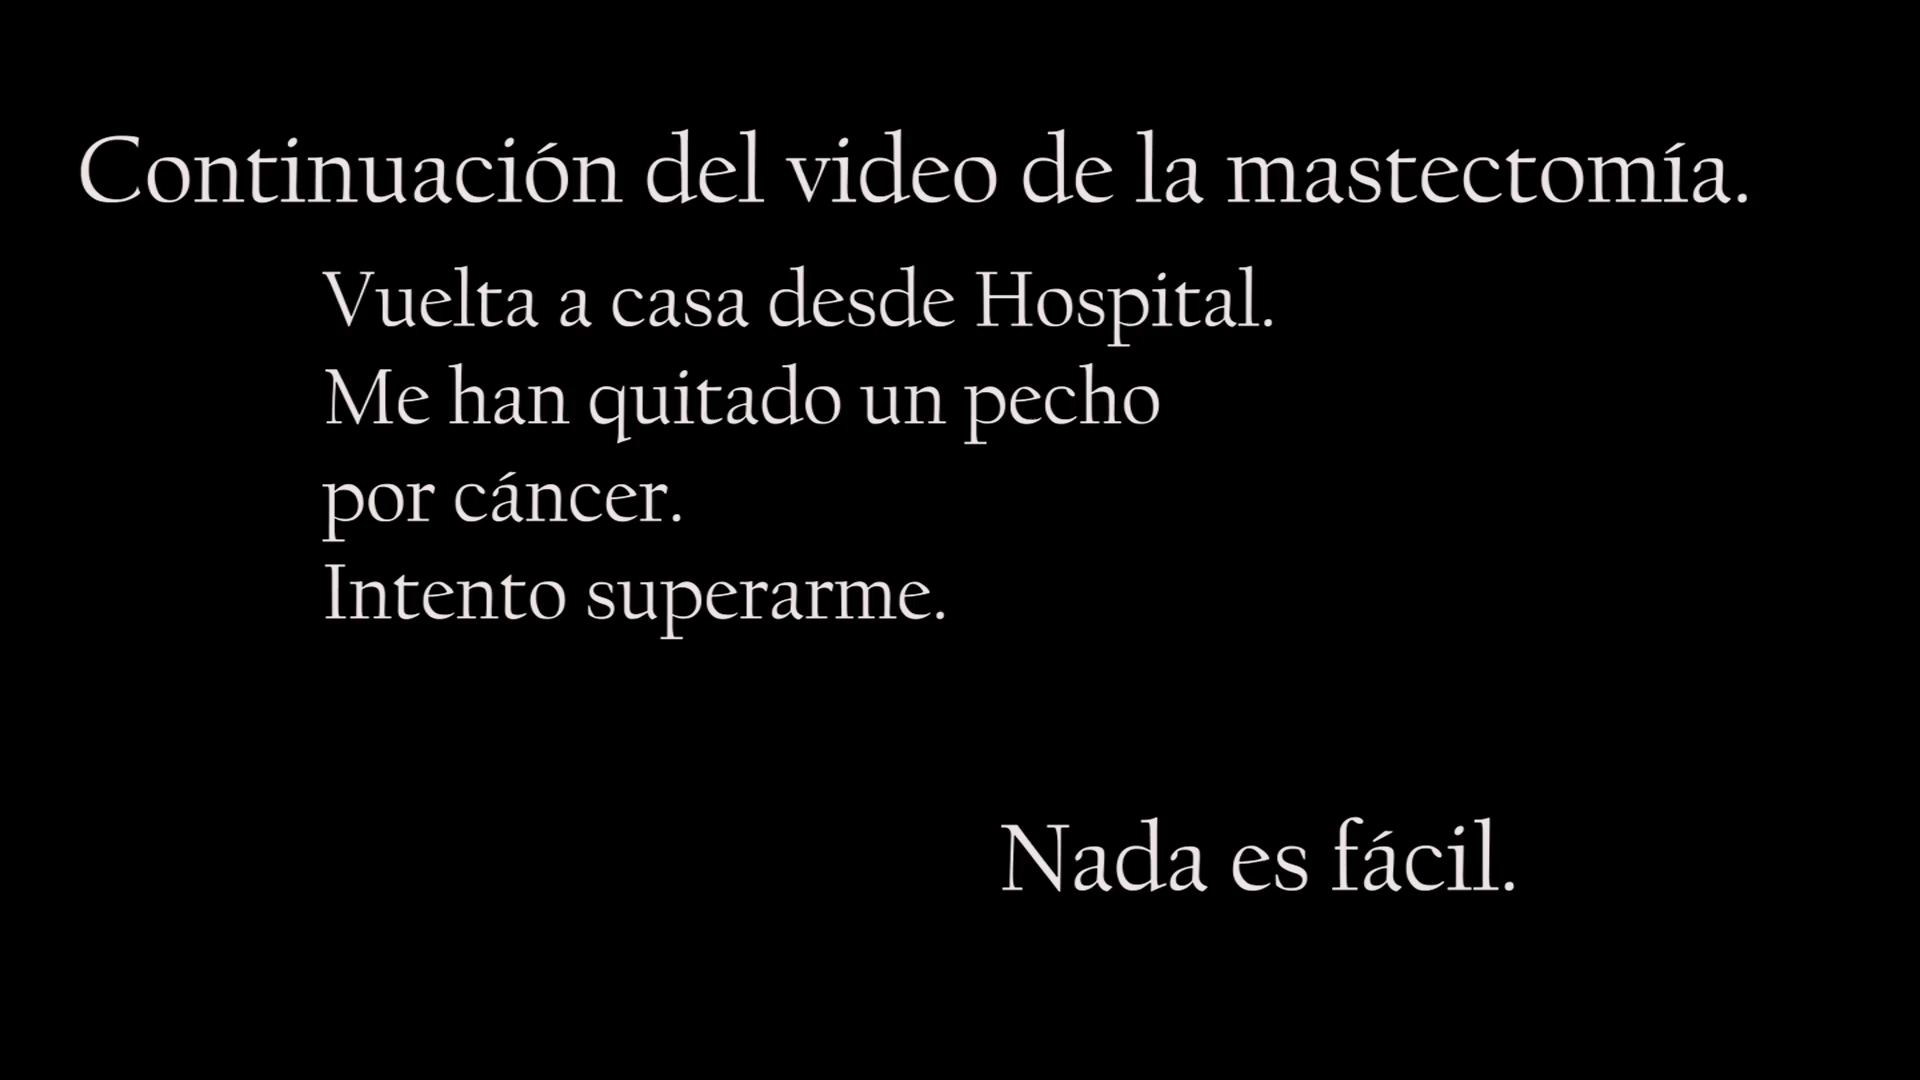 Continuación del video de la mastectomía.
Vuelta a casa desde Hospital.
Me han quitado un pecho
por cáncer.
Intento superarme.
Nada es fácil.